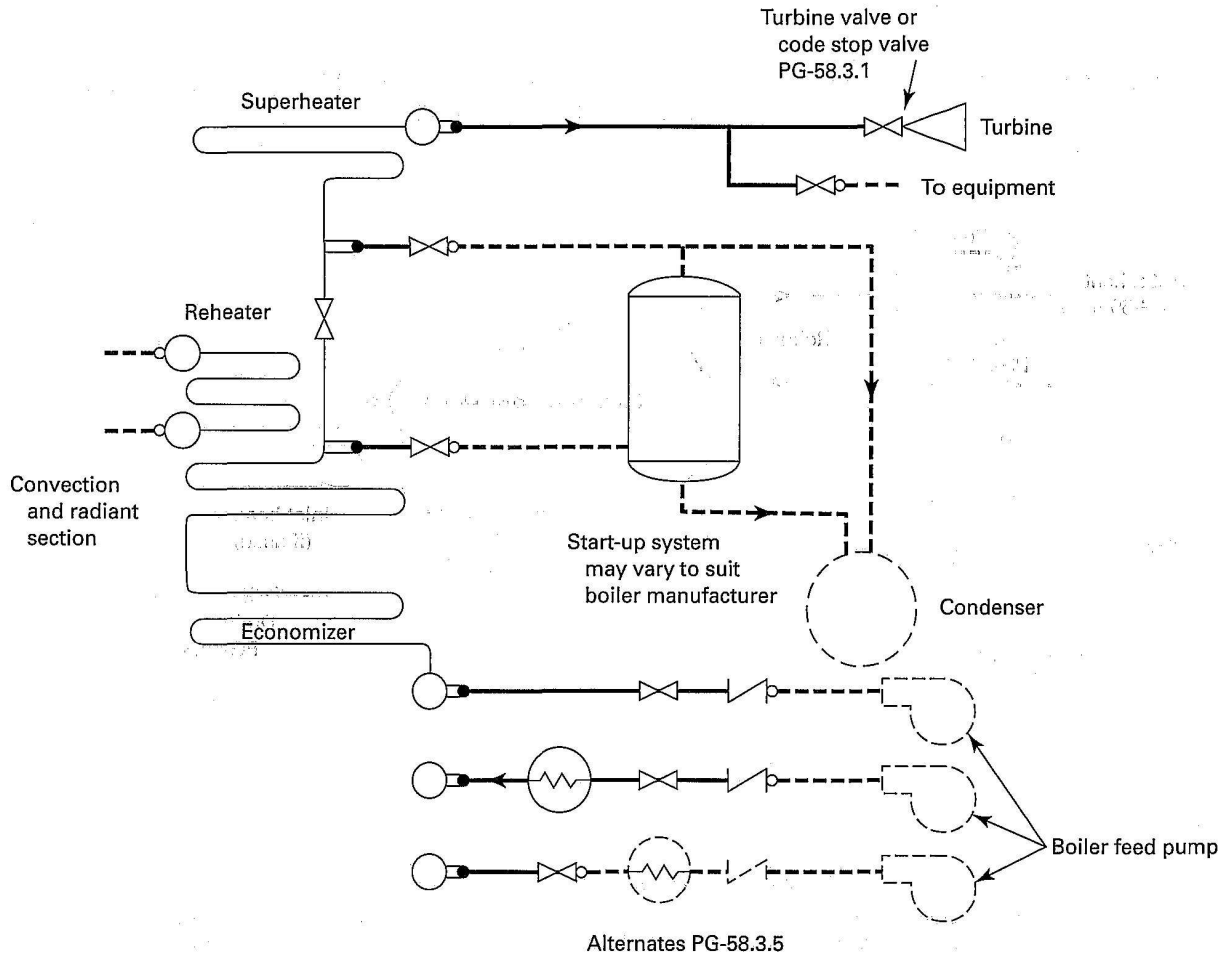 Turbine valve or
code stop valve
PG-58.3.1
Superheater
Turbine
To equipment
Reheater
Convection
and radiant
section
Start-up system
may vary to suit
boiler manufacturer
Condenser
Economizer
Boiler feed pump
Alternates PG-58.3.5